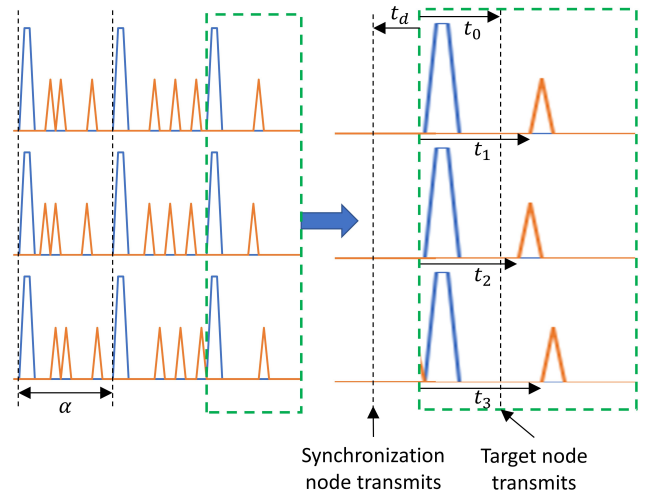 t_d
t_0
t_1
t_2
t_3
α
Synchronization
node transmits
Target node
transmits